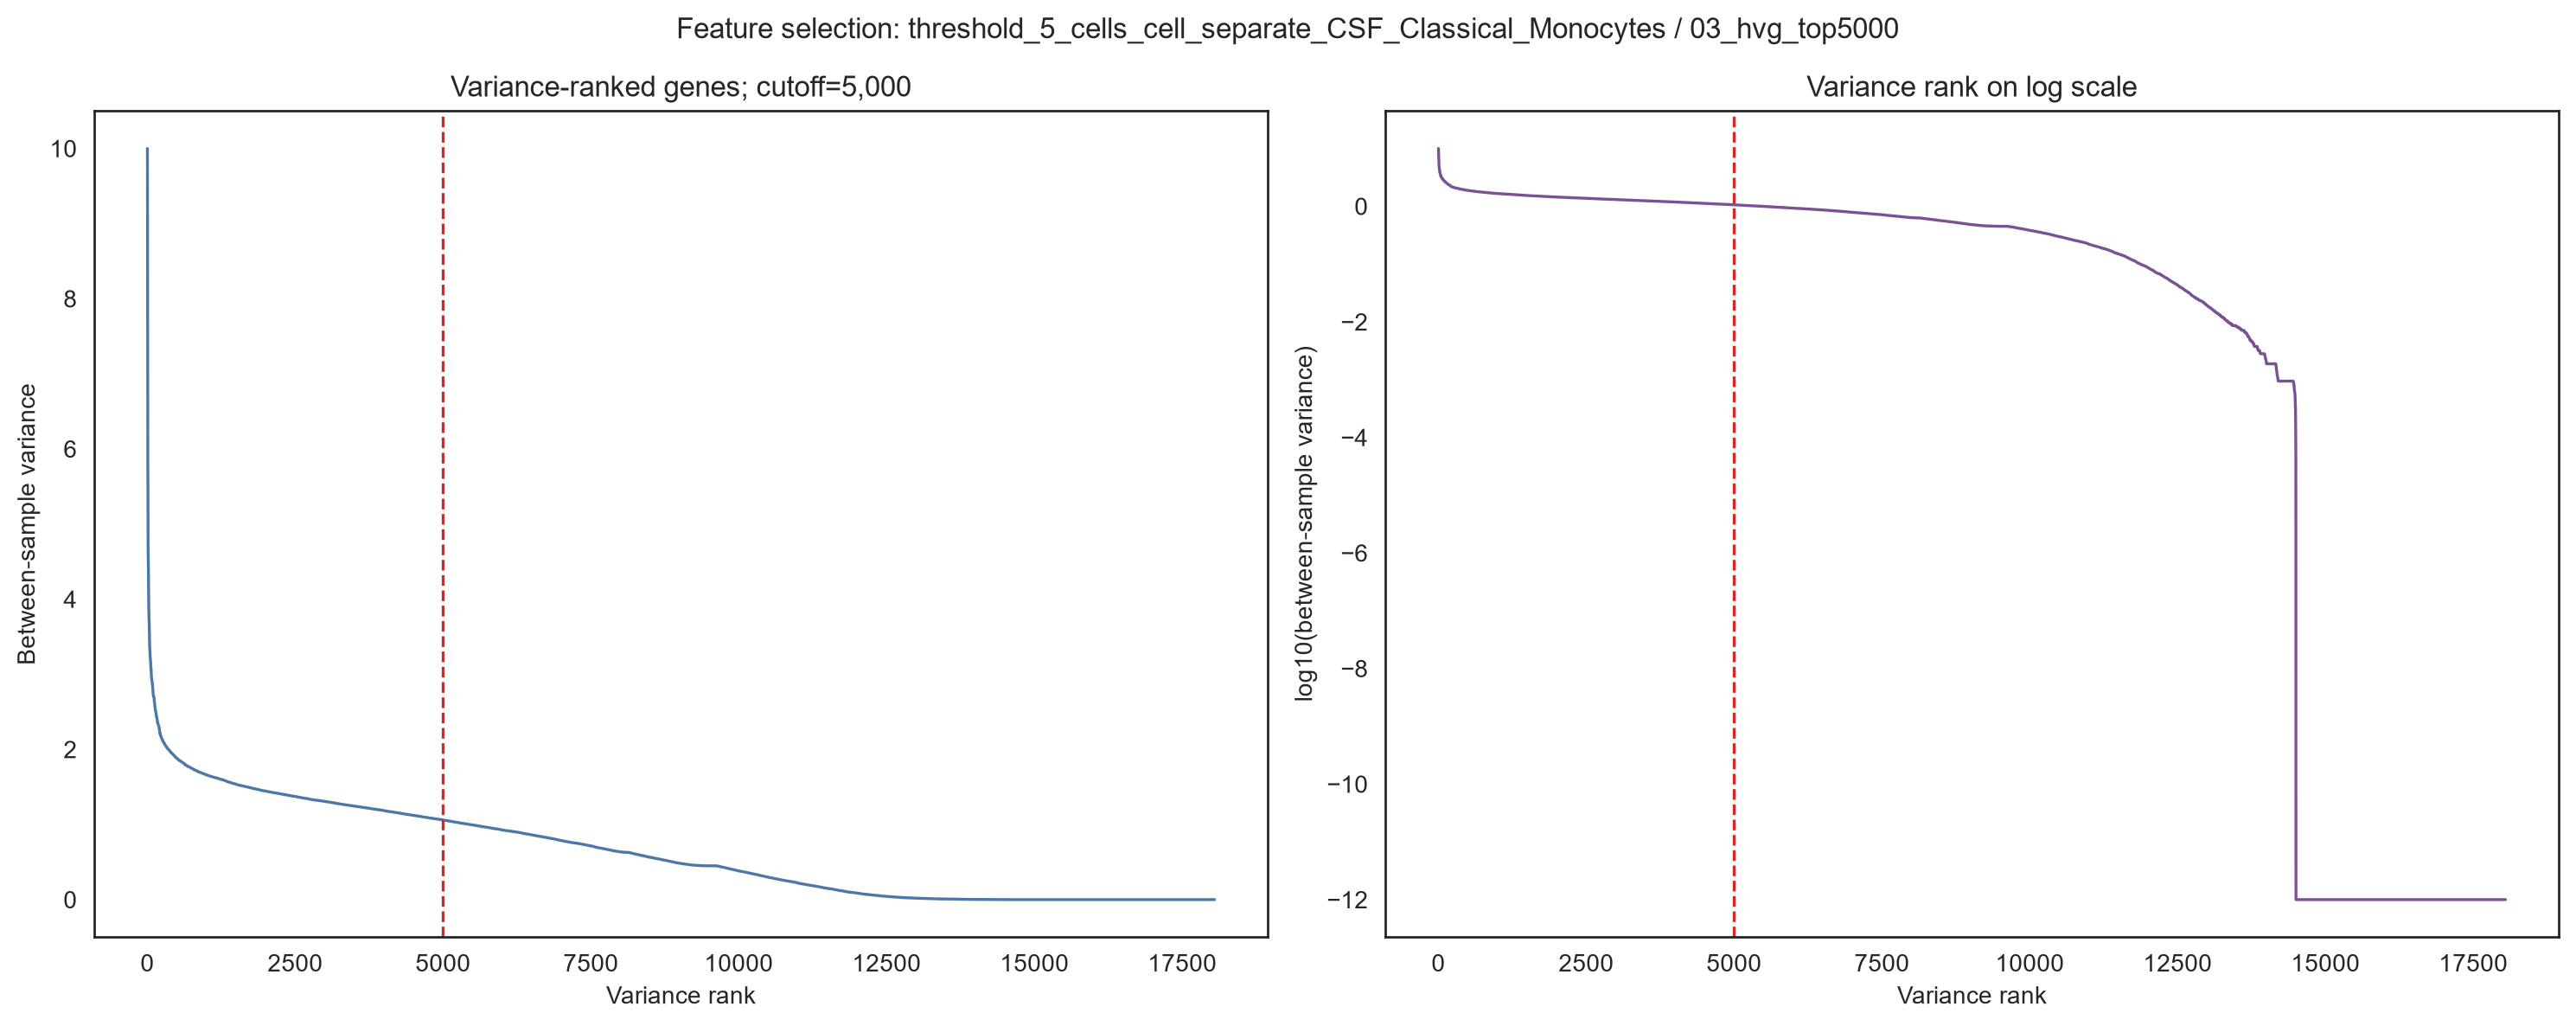 Feature selection: threshold_5_cells_cell_separate_CSF_Classical_Monocytes / 03_hvg_top5000
Variance-ranked genes; cutoff=5,000
Between-sample variance
10
8
6
4
2
0
0 2500 5000 7500 10000 12500 15000 17500
Variance rank
Variance rank on log scale
log10(between-sample variance)
0
−2
−4
−6
−8
−10
−12
0 2500 5000 7500 10000 12500 15000 17500
Variance rank